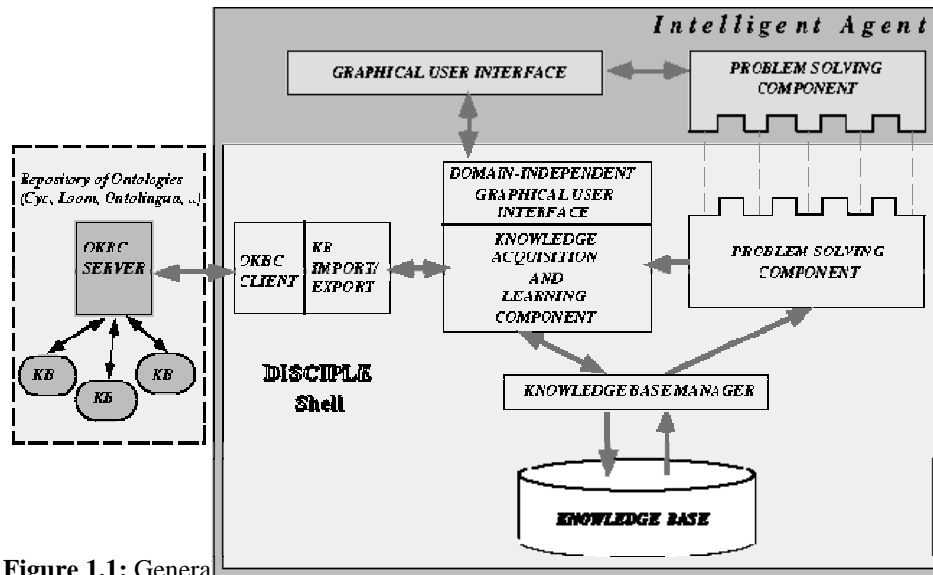 Intelligent Agent
GRAPHICAL USER INTERFACE
PROBLEM SOLVING
COMPONENT
Repository of Ontologies
(Cyc, Loom, Ontolingua, ...)
OKBC
SERVER
KB
KB
KB
OKBC
CLIENT
KB
IMPORT/
EXPORT
DOMAIN-INDEPENDENT
GRAPHICAL USER
INTERFACE
KNOWLEDGE
ACQUISITION
AND
LEARNING
COMPONENT
PROBLEM SOLVING
COMPONENT
DISCIPLE
Shell
KNOWLEDGE BASE MANAGER
KNOWLEDGE BASE
Figure 1.1: Genera